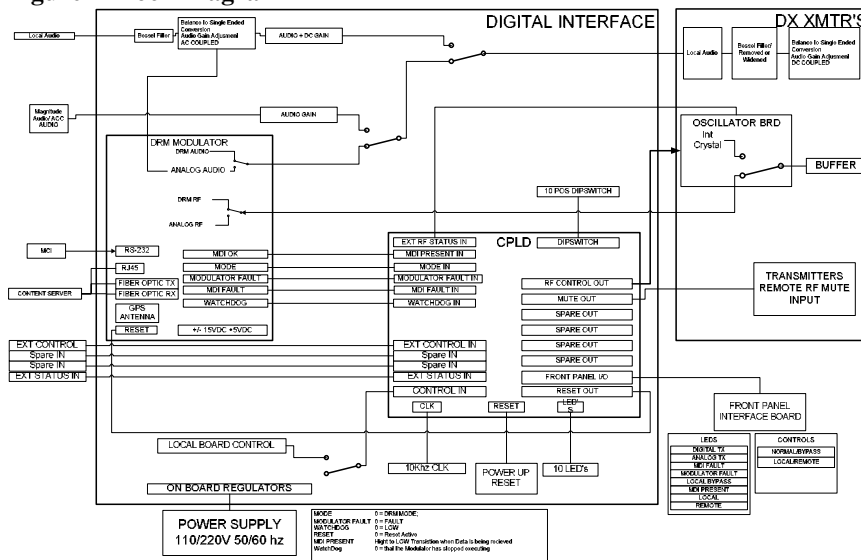 DIGITAL INTERFACE
DX XMTR'S
Local Audio
Bessel Filler
Balance to Single Ended
Conversion
Audio Gain Adjusment
AC COUPLED
AUDIO + DC GAIN
Local Audio
Bessel Filler/
Removed or
Widened
Balance to Single Ended
Conversion
Audio Gain Adjusment
DC COUPLED
Magnitude
Audio/ ACC
AUDIO
AUDIO GAIN
DRM MODULATOR
DRM AUDIO
ANALOG AUDIO
DRM RF
ANALOG RF
OSCILLATOR BRD
Int
Crystal
BUFFER
10 POS DIPSWITCH
MCI
RS-232
RJ45
CONTENT SERVER
FIBER OPTIC TX
FIBER OPTIC RX
GPS
ANTENNA
RESET
MDI OK
MODE
MODULATOR FAULT
MDI FAULT
WATCHDOG
+/- 15VDC +5VDC
EXT RF STATUS IN
CPLD
DIPSWITCH
MDI PRESENT IN
MODE IN
MODULATOR FAULT IN
MDI FAULT IN
WATCHDOG IN
RF CONTROL OUT
MUTE OUT
SPARE OUT
SPARE OUT
SPARE OUT
SPARE OUT
FRONT PANEL I/O
RESET OUT
TRANSMITTERS
REMOTE RF MUTE
INPUT
EXT CONTROL
Spare IN
Spare IN
EXT STATUS IN
EXT CONTROL IN
Spare IN
Spare IN
EXT STATUS IN
CONTROL IN
CLK
RESET
LED'
S
LOCAL BOARD CONTROL
10Khz CLK
POWER UP
RESET
10 LED's
FRONT PANEL
INTERFACE BOARD
LEDS
DIGITAL TX
ANALOG TX
MDI FAULT
MODULATOR FAULT
LOCAL BYPASS
MDI PRESENT
LOCAL
REMOTE
CONTROLS
NORMAL/BYPASS
LOCAL/REMOTE
ON BOARD REGULATORS
POWER SUPPLY
110/220V 50/60 hz
MODE 0 = DRM MODE;
MODULATOR FAULT 0 = FAULT
WATCHDOG 0 = LOW
RESET 0 = Reset Active
MDI PRESENT Hight to LOW Transistion when Data is being recieved
WatchDog 0 = that the Modulator has stopped executing